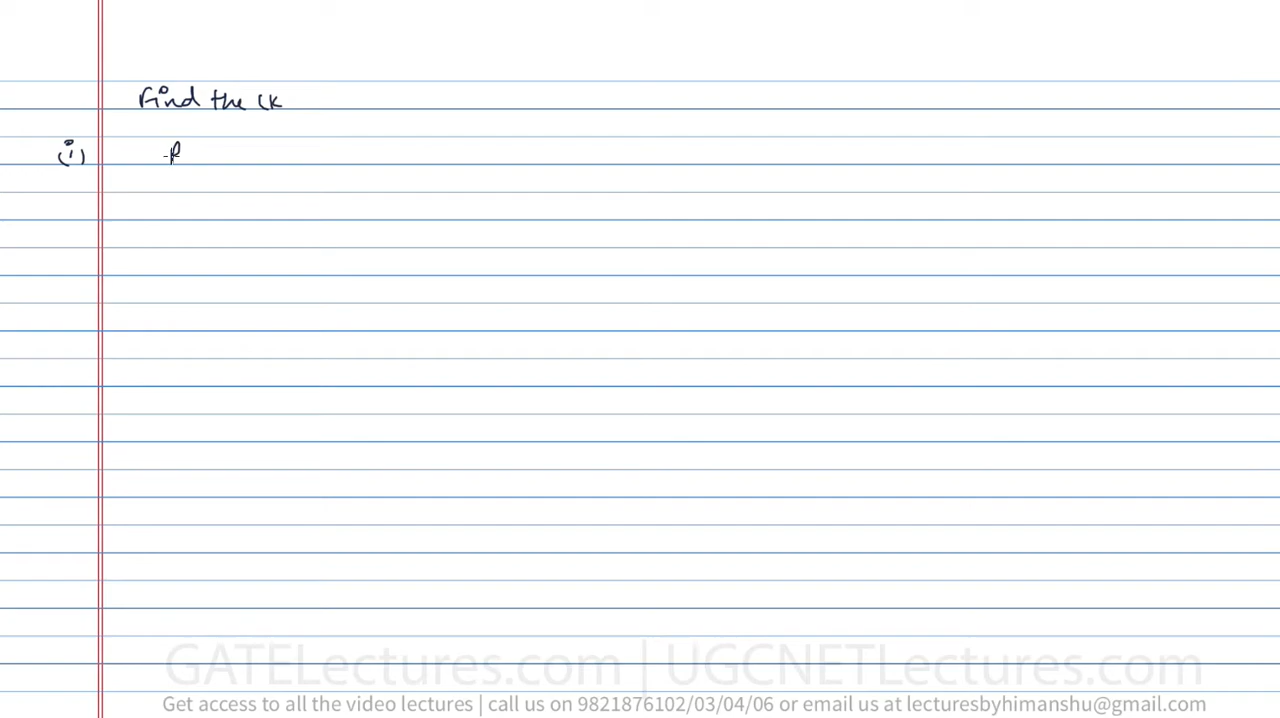 Find the CK
(i)
GATELectures.com | UGCNETLectures.com
Get access to all the video lectures | call us on 9821876102/03/04/06 or email us at lecturesbyhimanshu@gmail.com